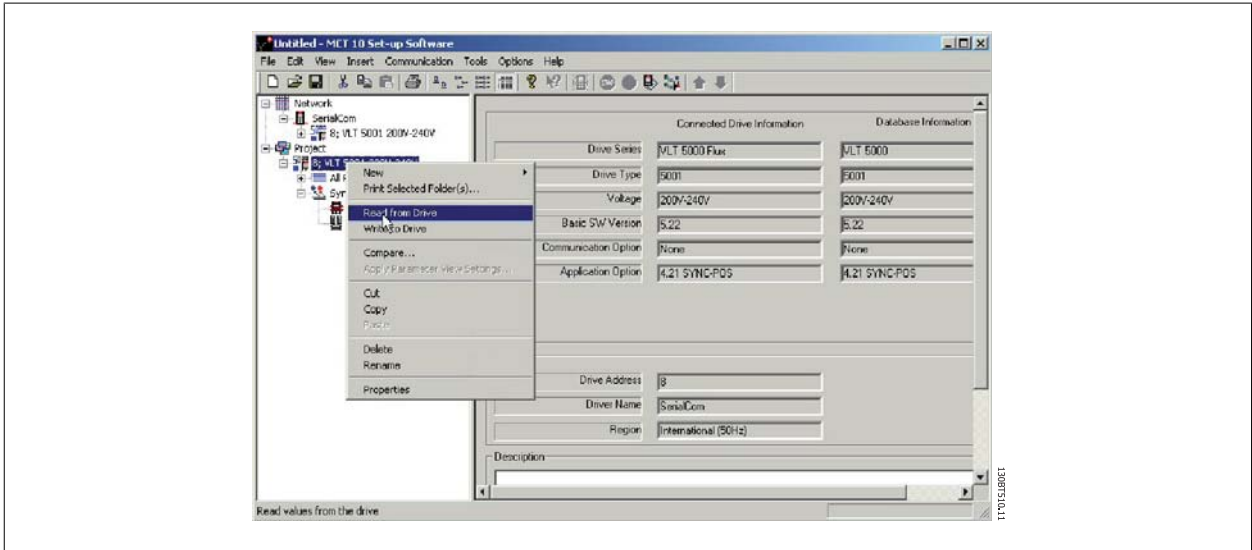 Untitled - MCT 10 Set-up Software
File Edit View Insert Communication Tools Options Help
Network
SerialCom
8; VLT 5001 200V-240V
Project
8; VLT
All
Syn
New
Print Selected Folder(s)...
Read from Drive
Write to Drive
Compare...
Apply Parameter View Settings...
Cut
Copy
Paste
Delete
Rename
Properties
Connected Drive Information Database Information
Drive Series VLT 5000 Flux VLT 5000
Drive Type 5001 5001
Voltage 200V-240V 200V-240V
Basic SW Version 5.22 5.22
Communication Option None None
Application Option 4.21 SYNC-POS 4.21 SYNC-POS
Drive Address 8
Driver Name SerialCom
Region International (50Hz)
Description
Read values from the drive
130BT510.11